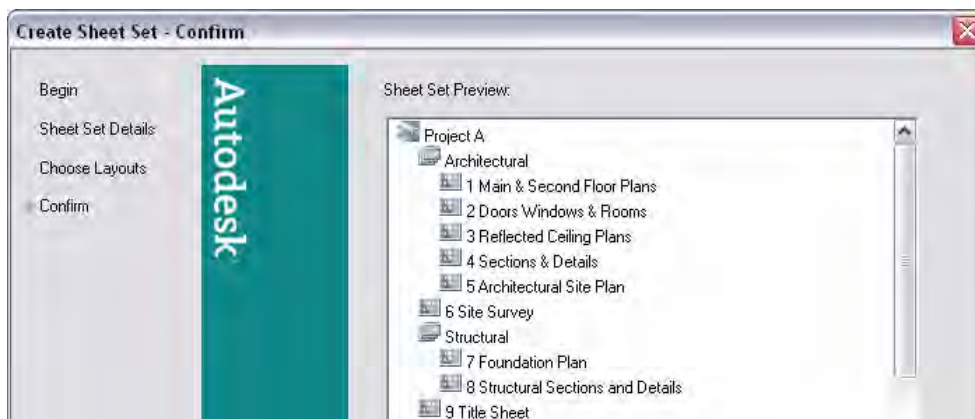 Create Sheet Set - Confirm
Begin
Sheet Set Details
Choose Layouts
Confirm
Autodesk
Sheet Set Preview:
Project A
Architectural
1 Main & Second Floor Plans
2 Doors Windows & Rooms
3 Reflected Ceiling Plans
4 Sections & Details
5 Architectural Site Plan
6 Site Survey
Structural
7 Foundation Plan
8 Structural Sections and Details
9 Title Sheet